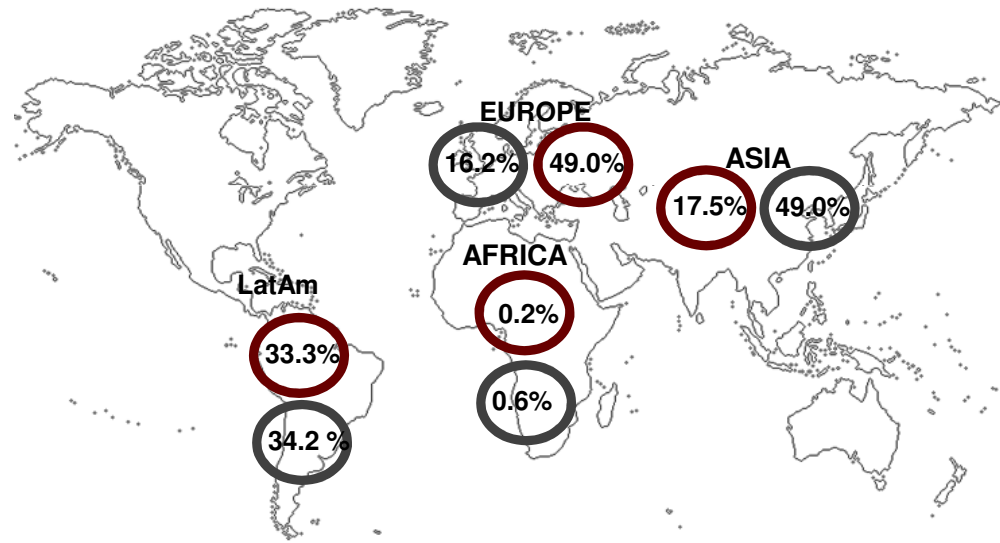 EUROPE
16.2%
49.0%
ASIA
17.5%
49.0%
AFRICA
0.2%
0.6%
LatAm
33.3%
34.2 %